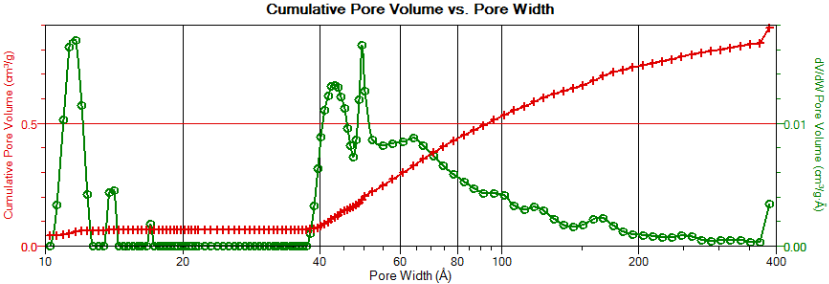 Cumulative Pore Volume vs. Pore Width
Cumulative Pore Volume (cm³/g)
0.5
0.0
0.01
0.00
dV/dW Pore Volume (cm³/g·Å)
10 20 40 60 80 100 200 400
Pore Width (Å)